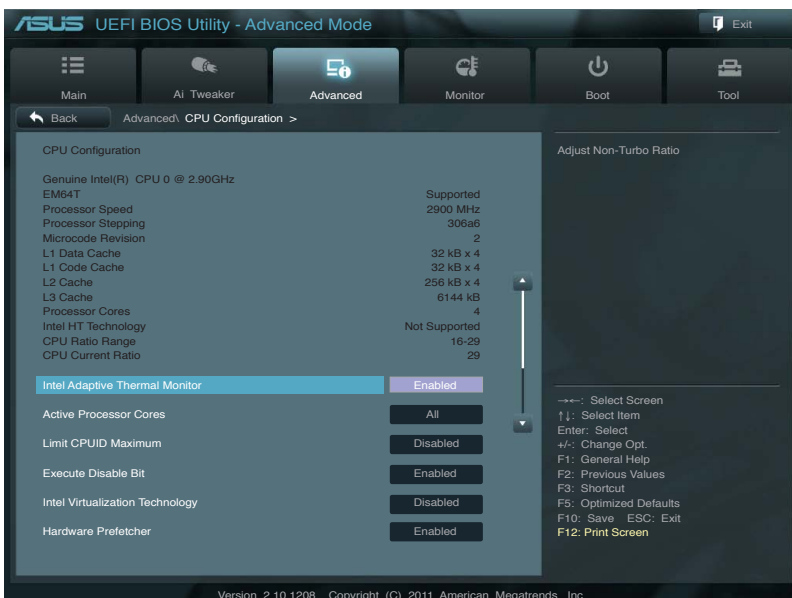 ASUS UEFI BIOS Utility - Advanced Mode
Exit
Main
Ai Tweaker
Advanced
Monitor
Boot
Tool
Back
Advanced\ CPU Configuration >
CPU Configuration
Genuine Intel(R) CPU 0 @ 2.90GHz
EM64T Supported
Processor Speed 2900 MHz
Processor Stepping 306a6
Microcode Revision 2
L1 Data Cache 32 kB x 4
L1 Code Cache 32 kB x 4
L2 Cache 256 kB x 4
L3 Cache 6144 kB
Processor Cores 4
Intel HT Technology Not Supported
CPU Ratio Range 16-29
CPU Current Ratio 29
Intel Adaptive Thermal Monitor Enabled
Active Processor Cores All
Limit CPUID Maximum Disabled
Execute Disable Bit Enabled
Intel Virtualization Technology Disabled
Hardware Prefetcher Enabled
Adjust Non-Turbo Ratio
→←: Select Screen
↑↓: Select Item
Enter: Select
+/-: Change Opt.
F1: General Help
F2: Previous Values
F3: Shortcut
F5: Optimized Defaults
F10: Save ESC: Exit
F12: Print Screen
Version 2.10.1208 Copyright (C) 2011 American Megatrends, Inc.